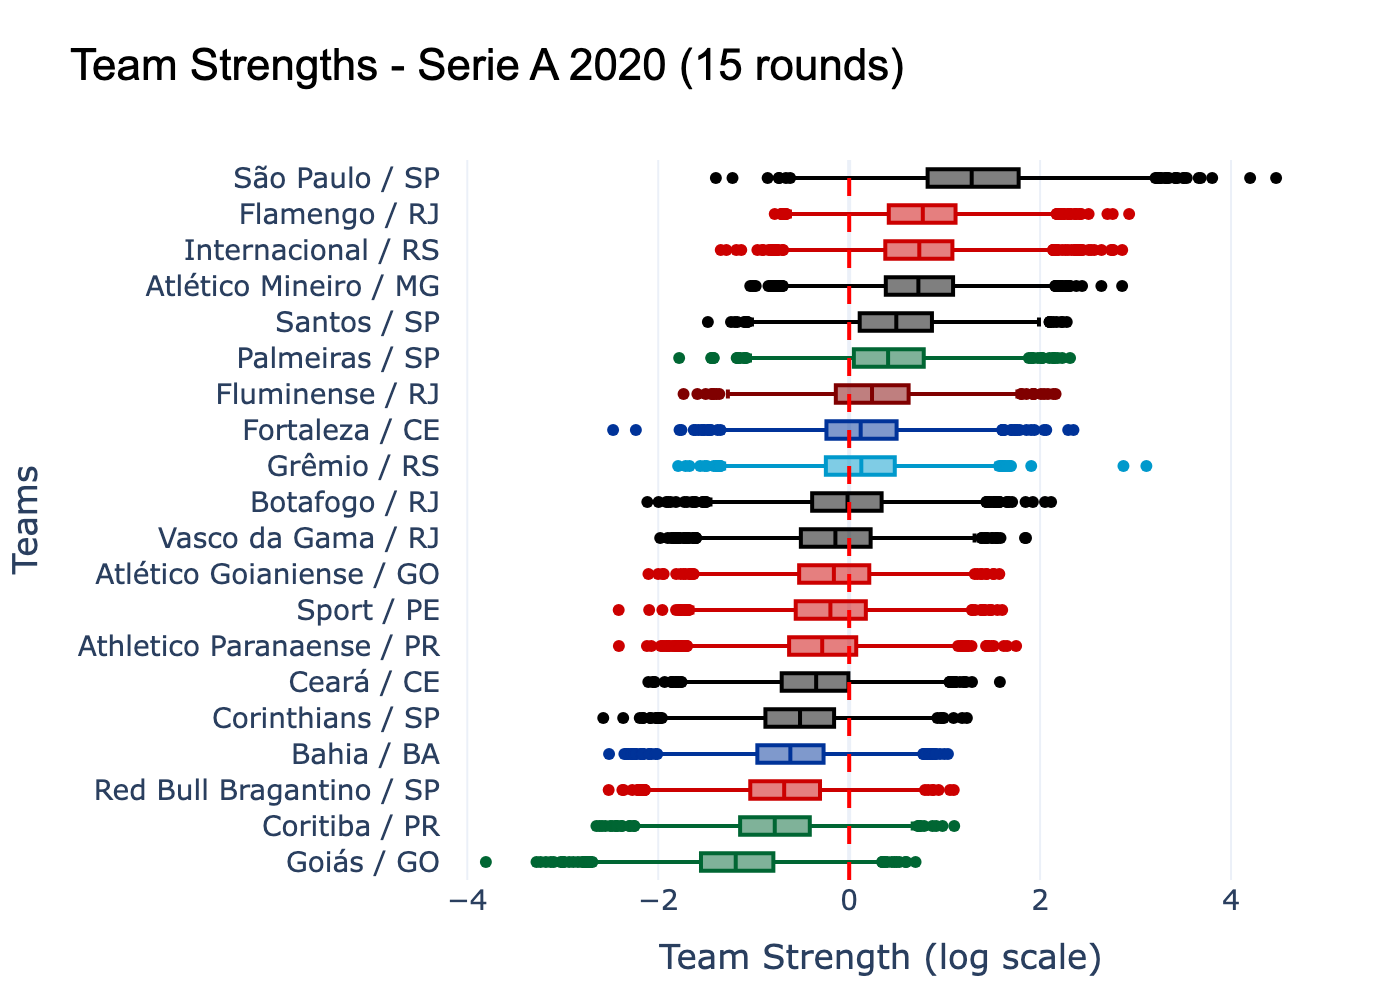 Team Strengths - Serie A 2020 (15 rounds)
São Paulo / SP
Flamengo / RJ
Internacional / RS
Atlético Mineiro / MG
Santos / SP
Palmeiras / SP
Fluminense / RJ
Fortaleza / CE
Grêmio / RS
Botafogo / RJ
Vasco da Gama / RJ
Atlético Goianiense / GO
Sport / PE
Athletico Paranaense / PR
Ceará / CE
Corinthians / SP
Bahia / BA
Red Bull Bragantino / SP
Coritiba / PR
Goiás / GO
Teams
−4 −2 0 2 4
Team Strength (log scale)